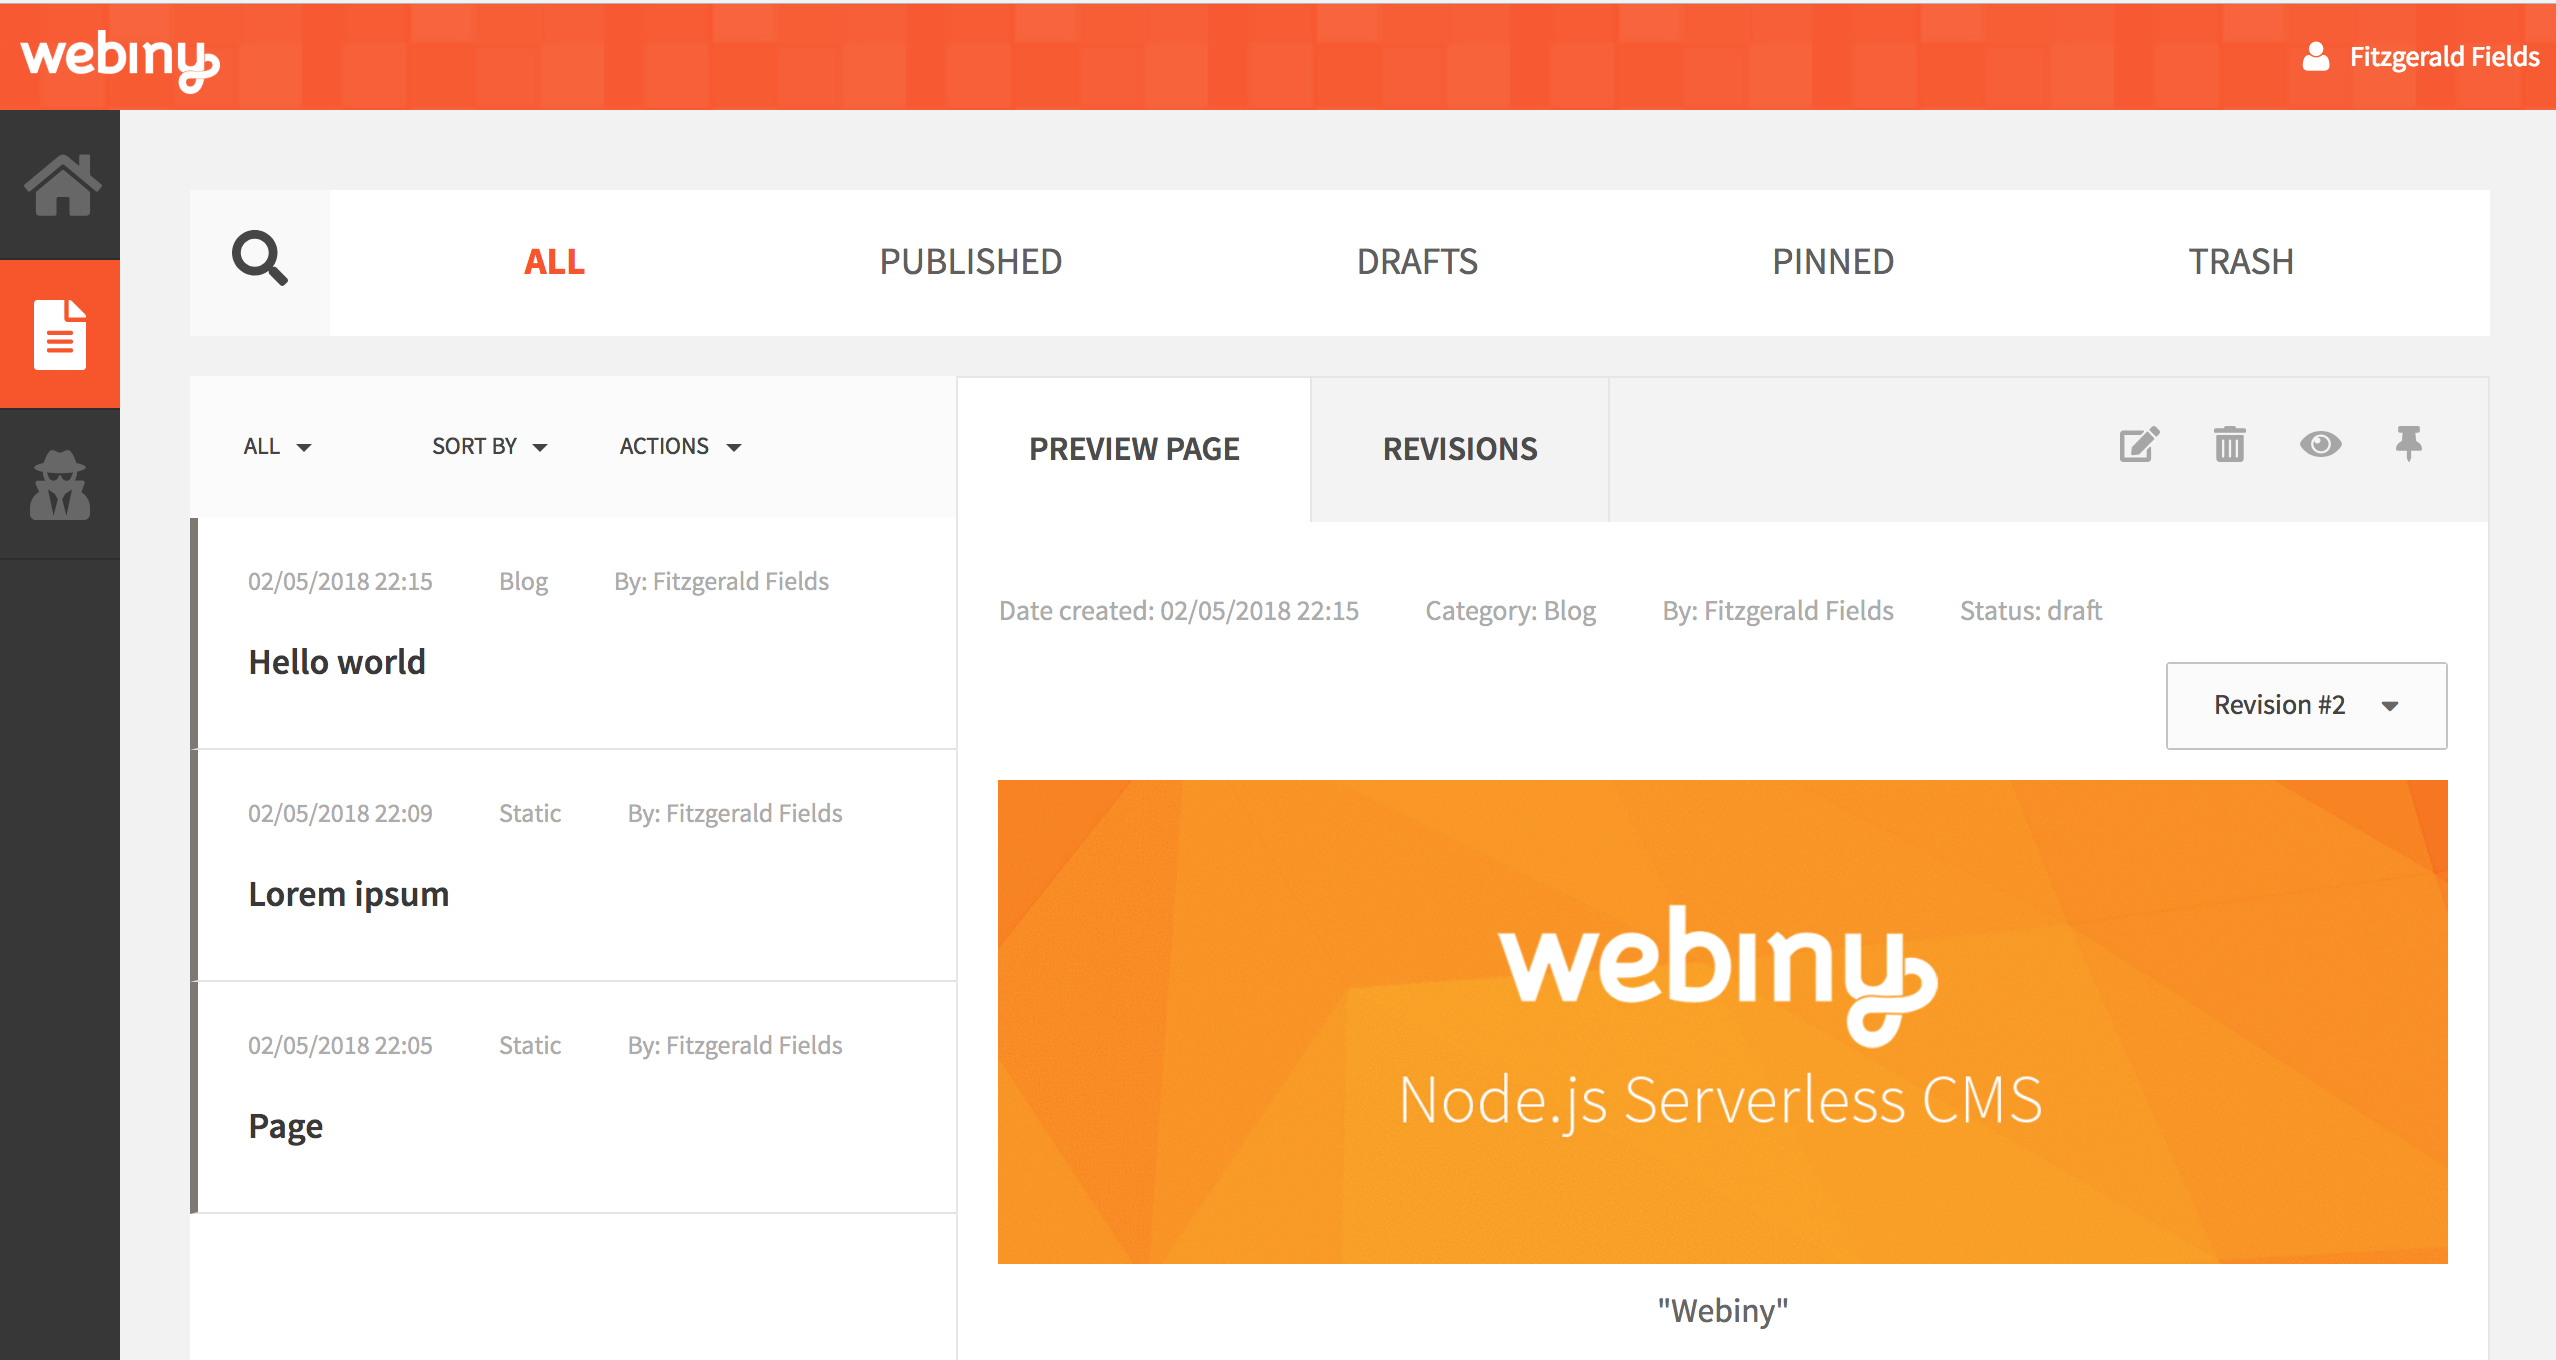 webiny
Fitzgerald Fields
ALL PUBLISHED DRAFTS PINNED TRASH
ALL SORT BY ACTIONS
PREVIEW PAGE REVISIONS
02/05/2018 22:15 Blog By: Fitzgerald Fields
Hello world
02/05/2018 22:09 Static By: Fitzgerald Fields
Lorem ipsum
02/05/2018 22:05 Static By: Fitzgerald Fields
Page
Date created: 02/05/2018 22:15 Category: Blog By: Fitzgerald Fields Status: draft
Revision #2
webiny
Node.js Serverless CMS
"Webiny"